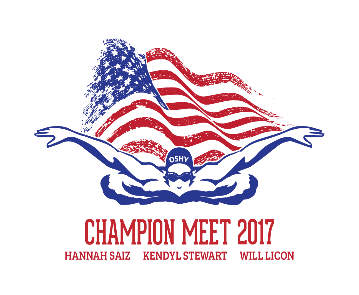 OSHY
CHAMPION MEET 2017
HANNAH SAIZ KENDYL STEWART WILL LICON